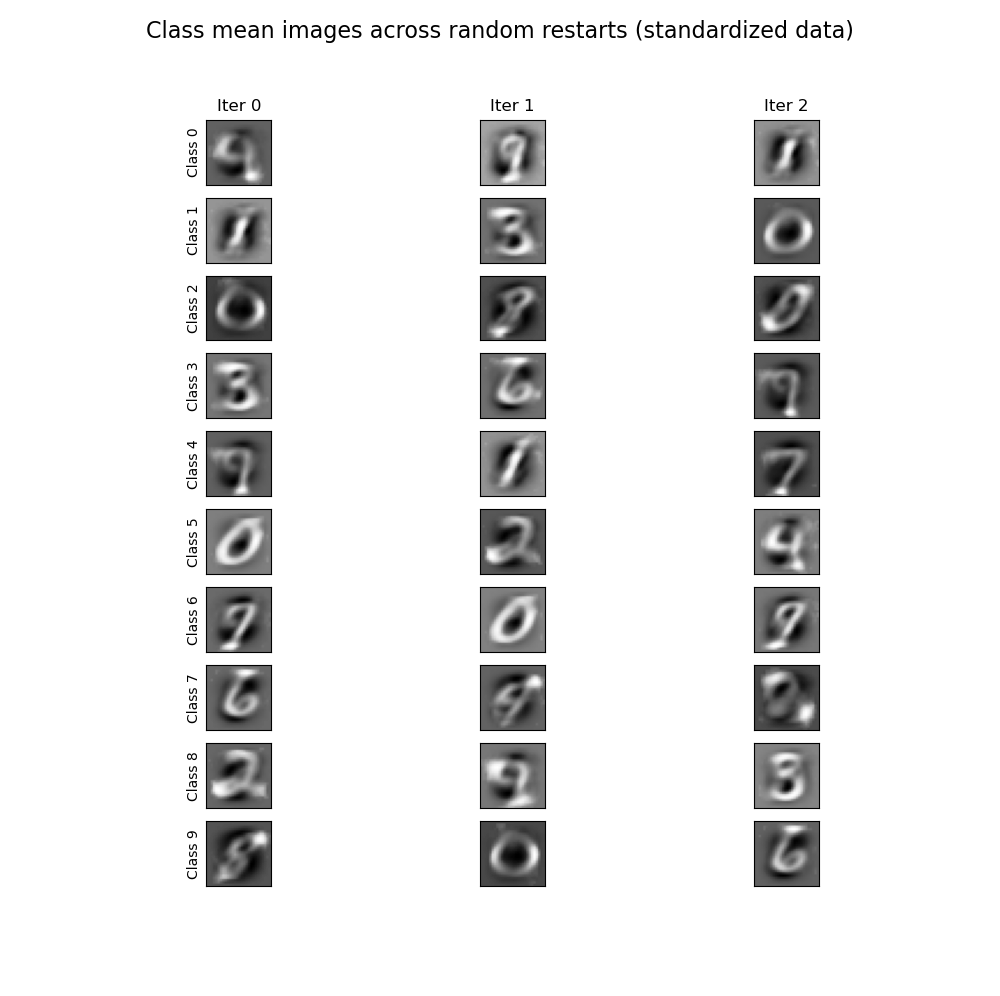 Class mean images across random restarts (standardized data)
Iter 0 Iter 1 Iter 2
Class 0
Class 1
Class 2
Class 3
Class 4
Class 5
Class 6
Class 7
Class 8
Class 9